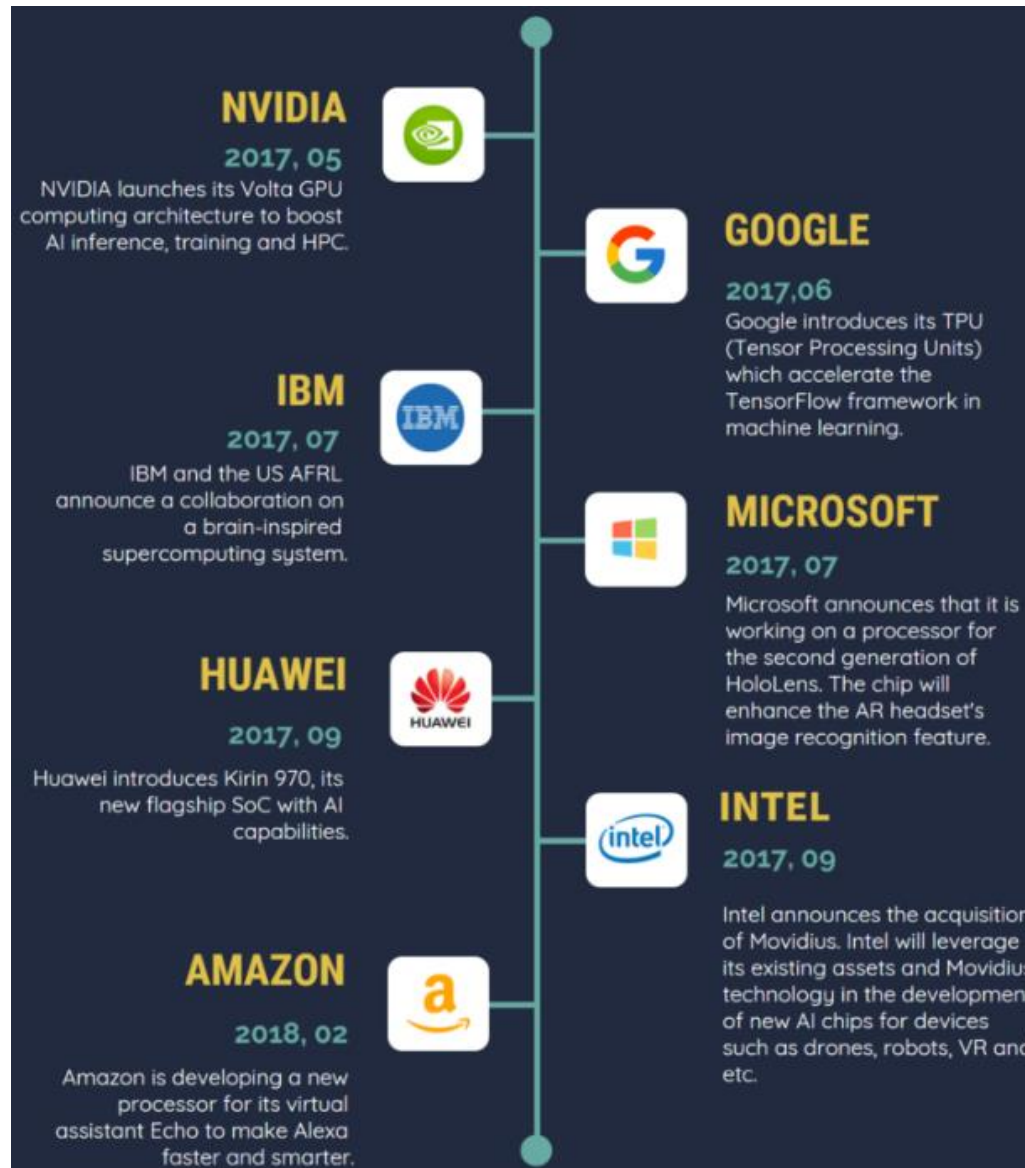 NVIDIA
2017, 05
NVIDIA launches its Volta GPU
computing architecture to boost
AI inference, training and HPC.
GOOGLE
2017,06
Google introduces its TPU
(Tensor Processing Units)
which accelerate the
TensorFlow framework in
machine learning.
IBM
IBM
2017, 07
IBM and the US AFRL
announce a collaboration on
a brain-inspired
supercomputing system.
MICROSOFT
2017, 07
Microsoft announces that it is
working on a processor for
the second generation of
HoloLens. The chip will
enhance the AR headset's
image recognition feature.
HUAWEI
HUAWEI
2017, 09
Huawei introduces Kirin 970, its
new flagship SoC with AI
capabilities.
intel
INTEL
2017, 09
Intel announces the acquisition
of Movidius. Intel will leverage
its existing assets and Movidius
technology in the developmen
of new AI chips for devices
such as drones, robots, VR and
etc.
AMAZON
a
2018, 02
Amazon is developing a new
processor for its virtual
assistant Echo to make Alexa
faster and smarter.